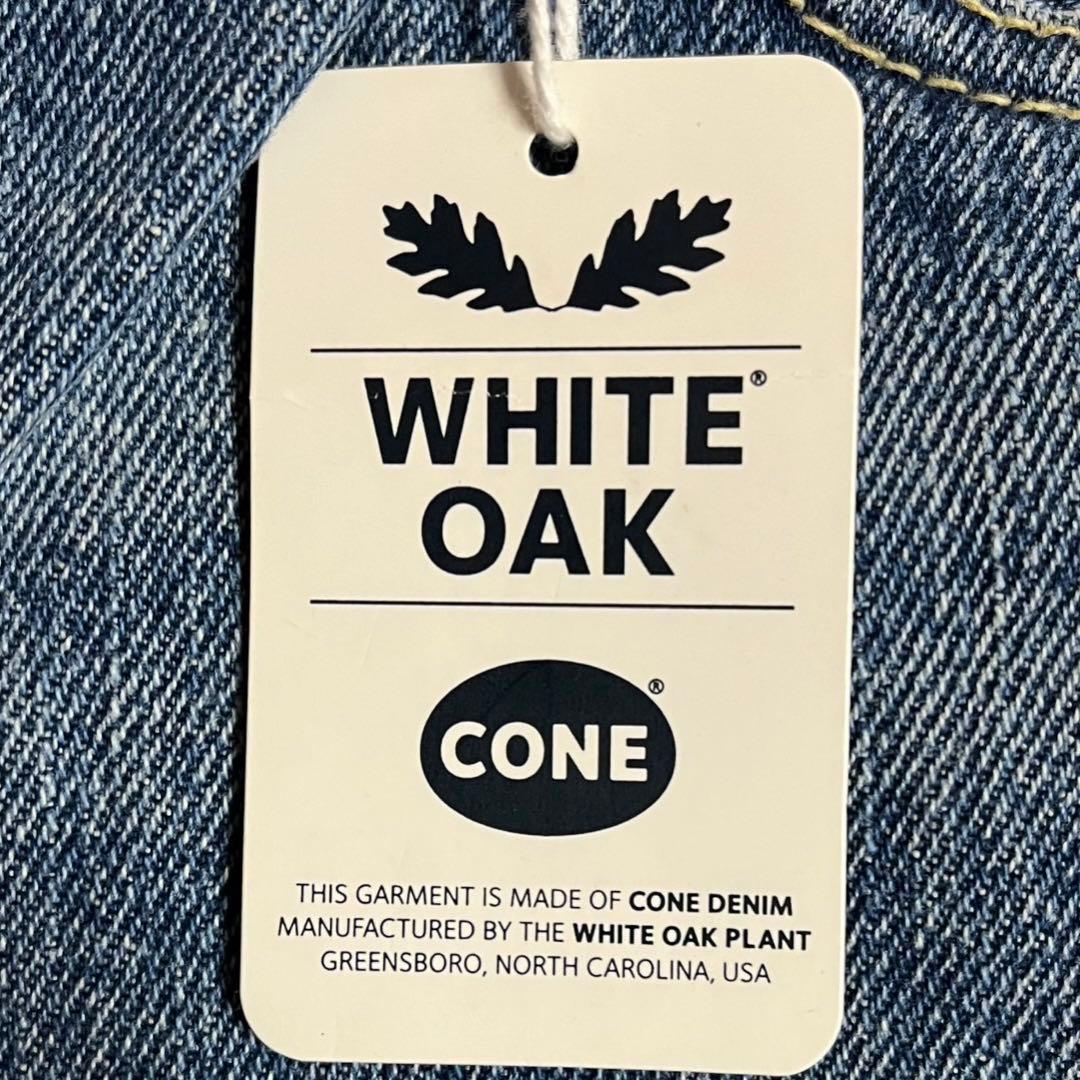 WHITE®
OAK
CONE®
THIS GARMENT IS MADE OF CONE DENIM
MANUFACTURED BY THE WHITE OAK PLANT
GREENSBORO, NORTH CAROLINA, USA